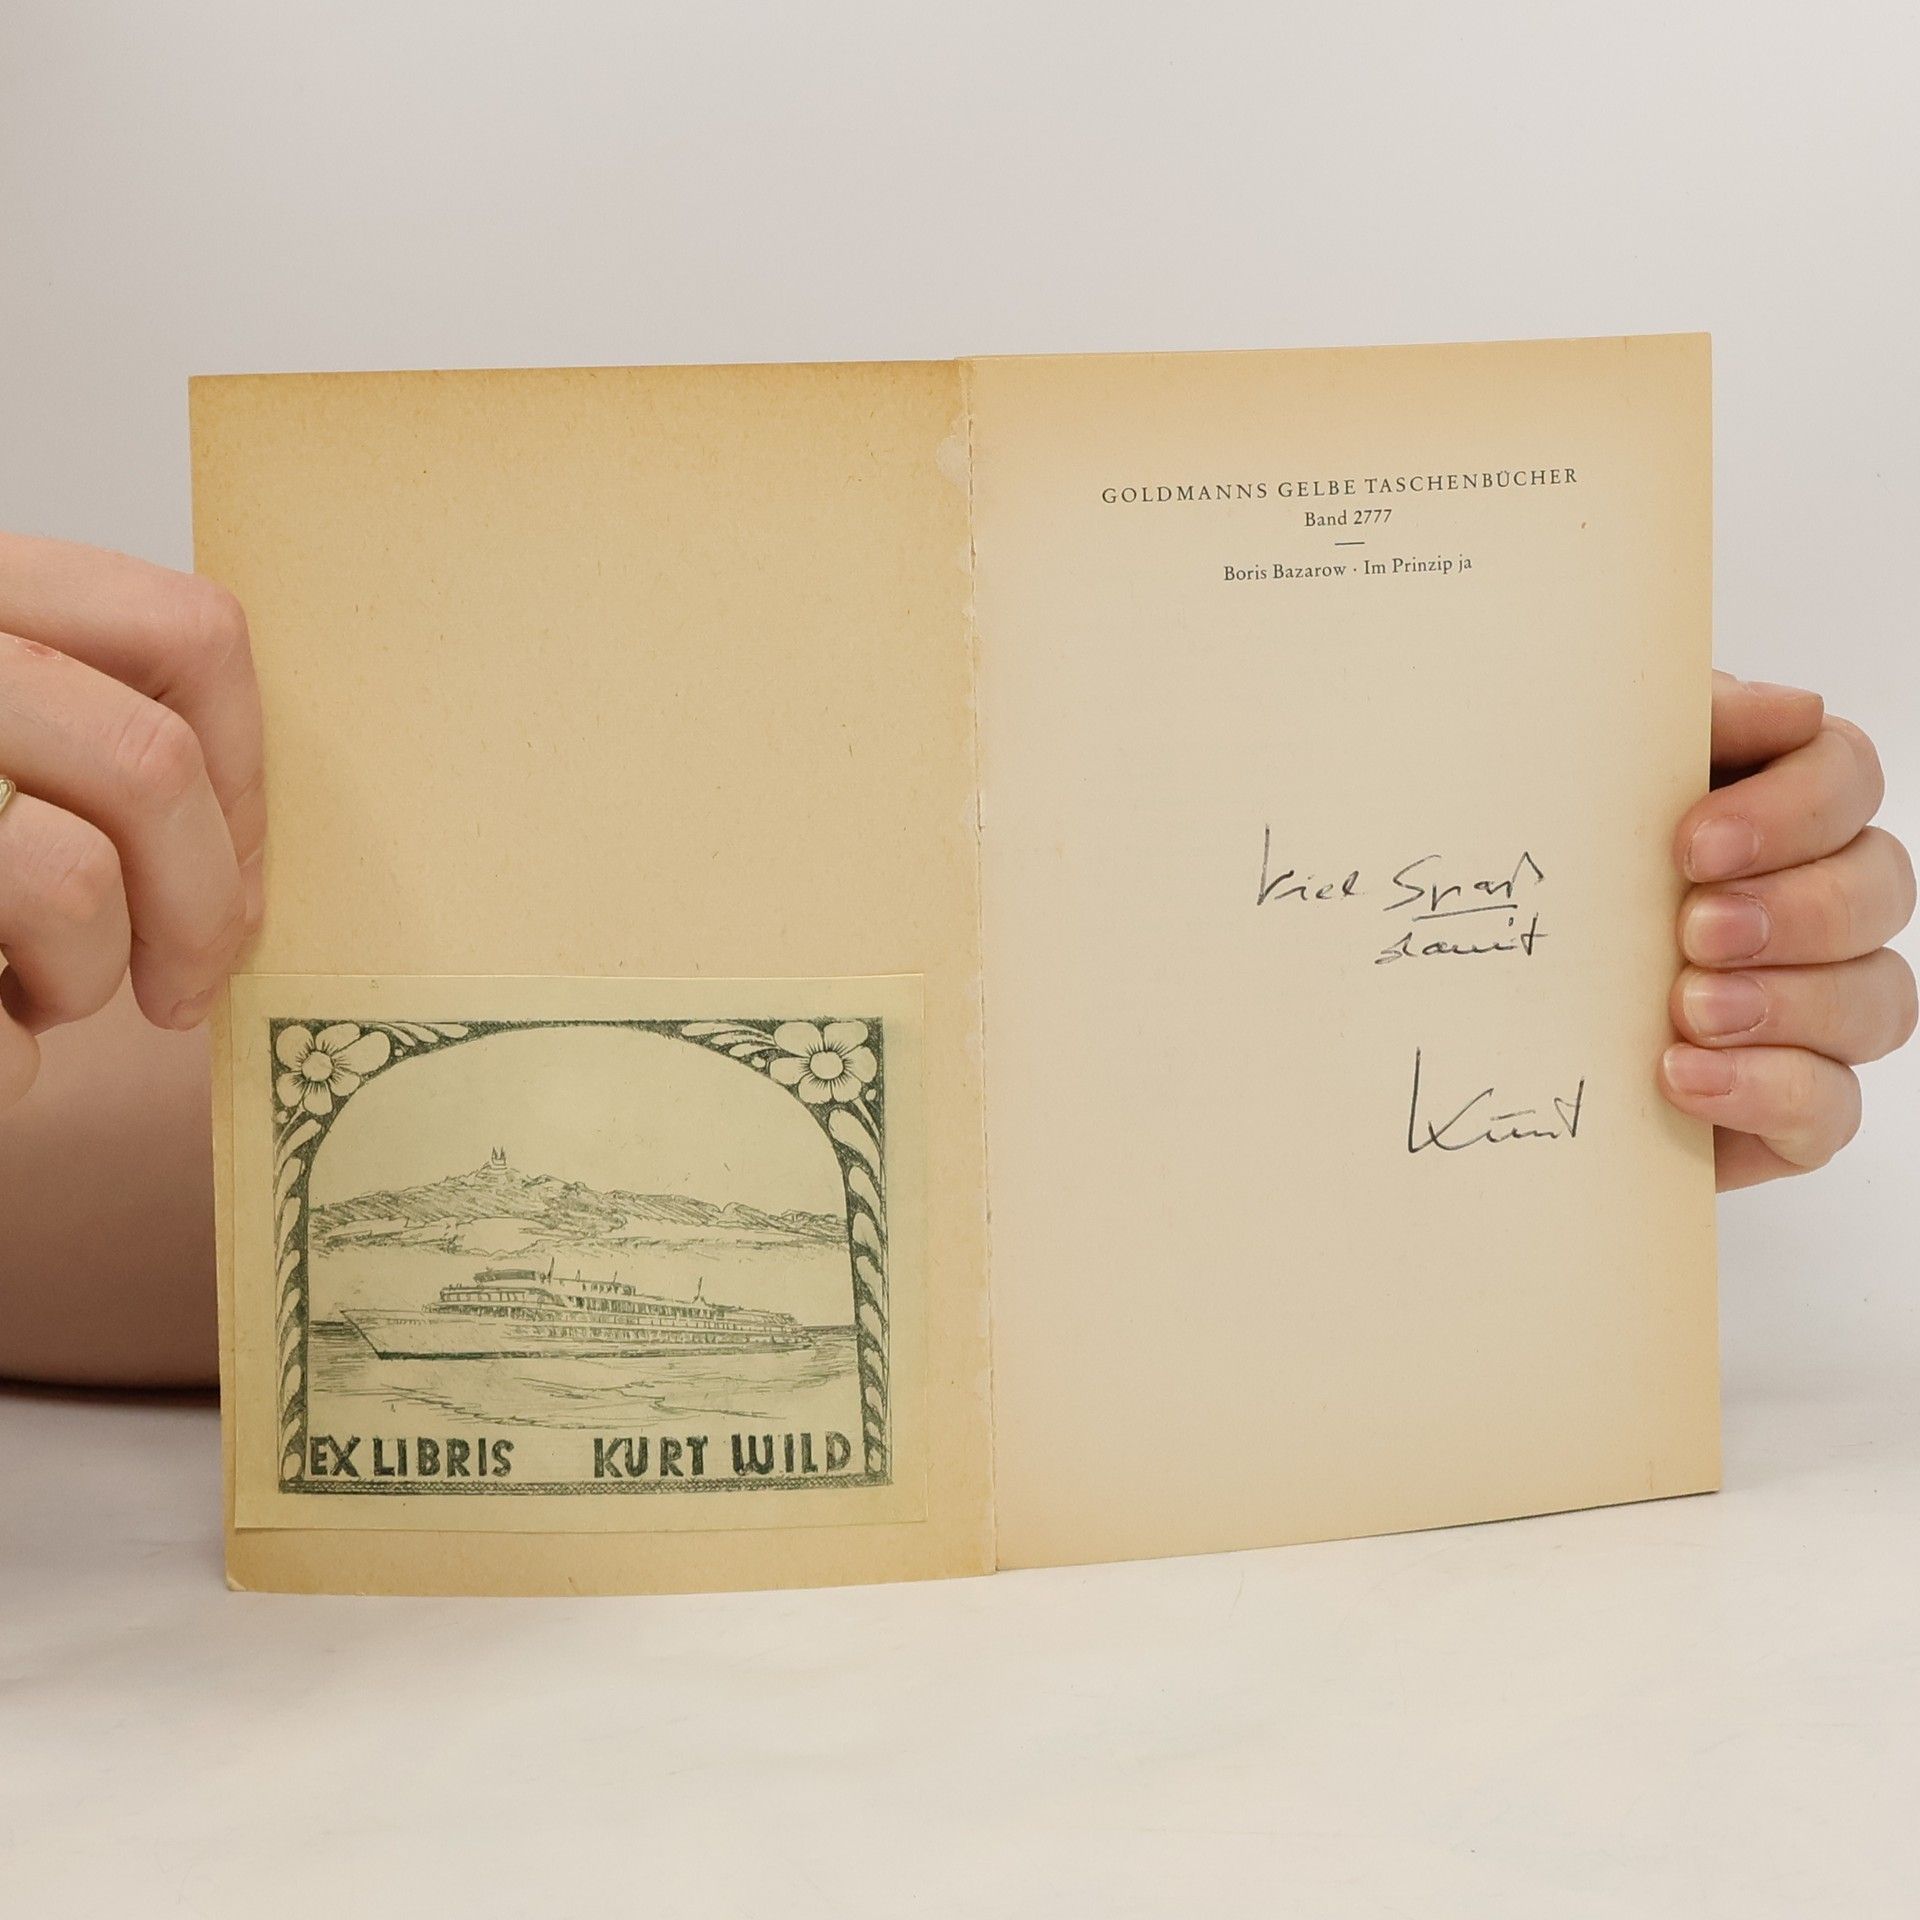 EX LIBRIS KURT WILD
GOLDMANNS GELBE TASCHENBÜCHER
Band 2777
Boris Bazarow · Im Prinzip ja
Viel Spaß
damit
Kurt